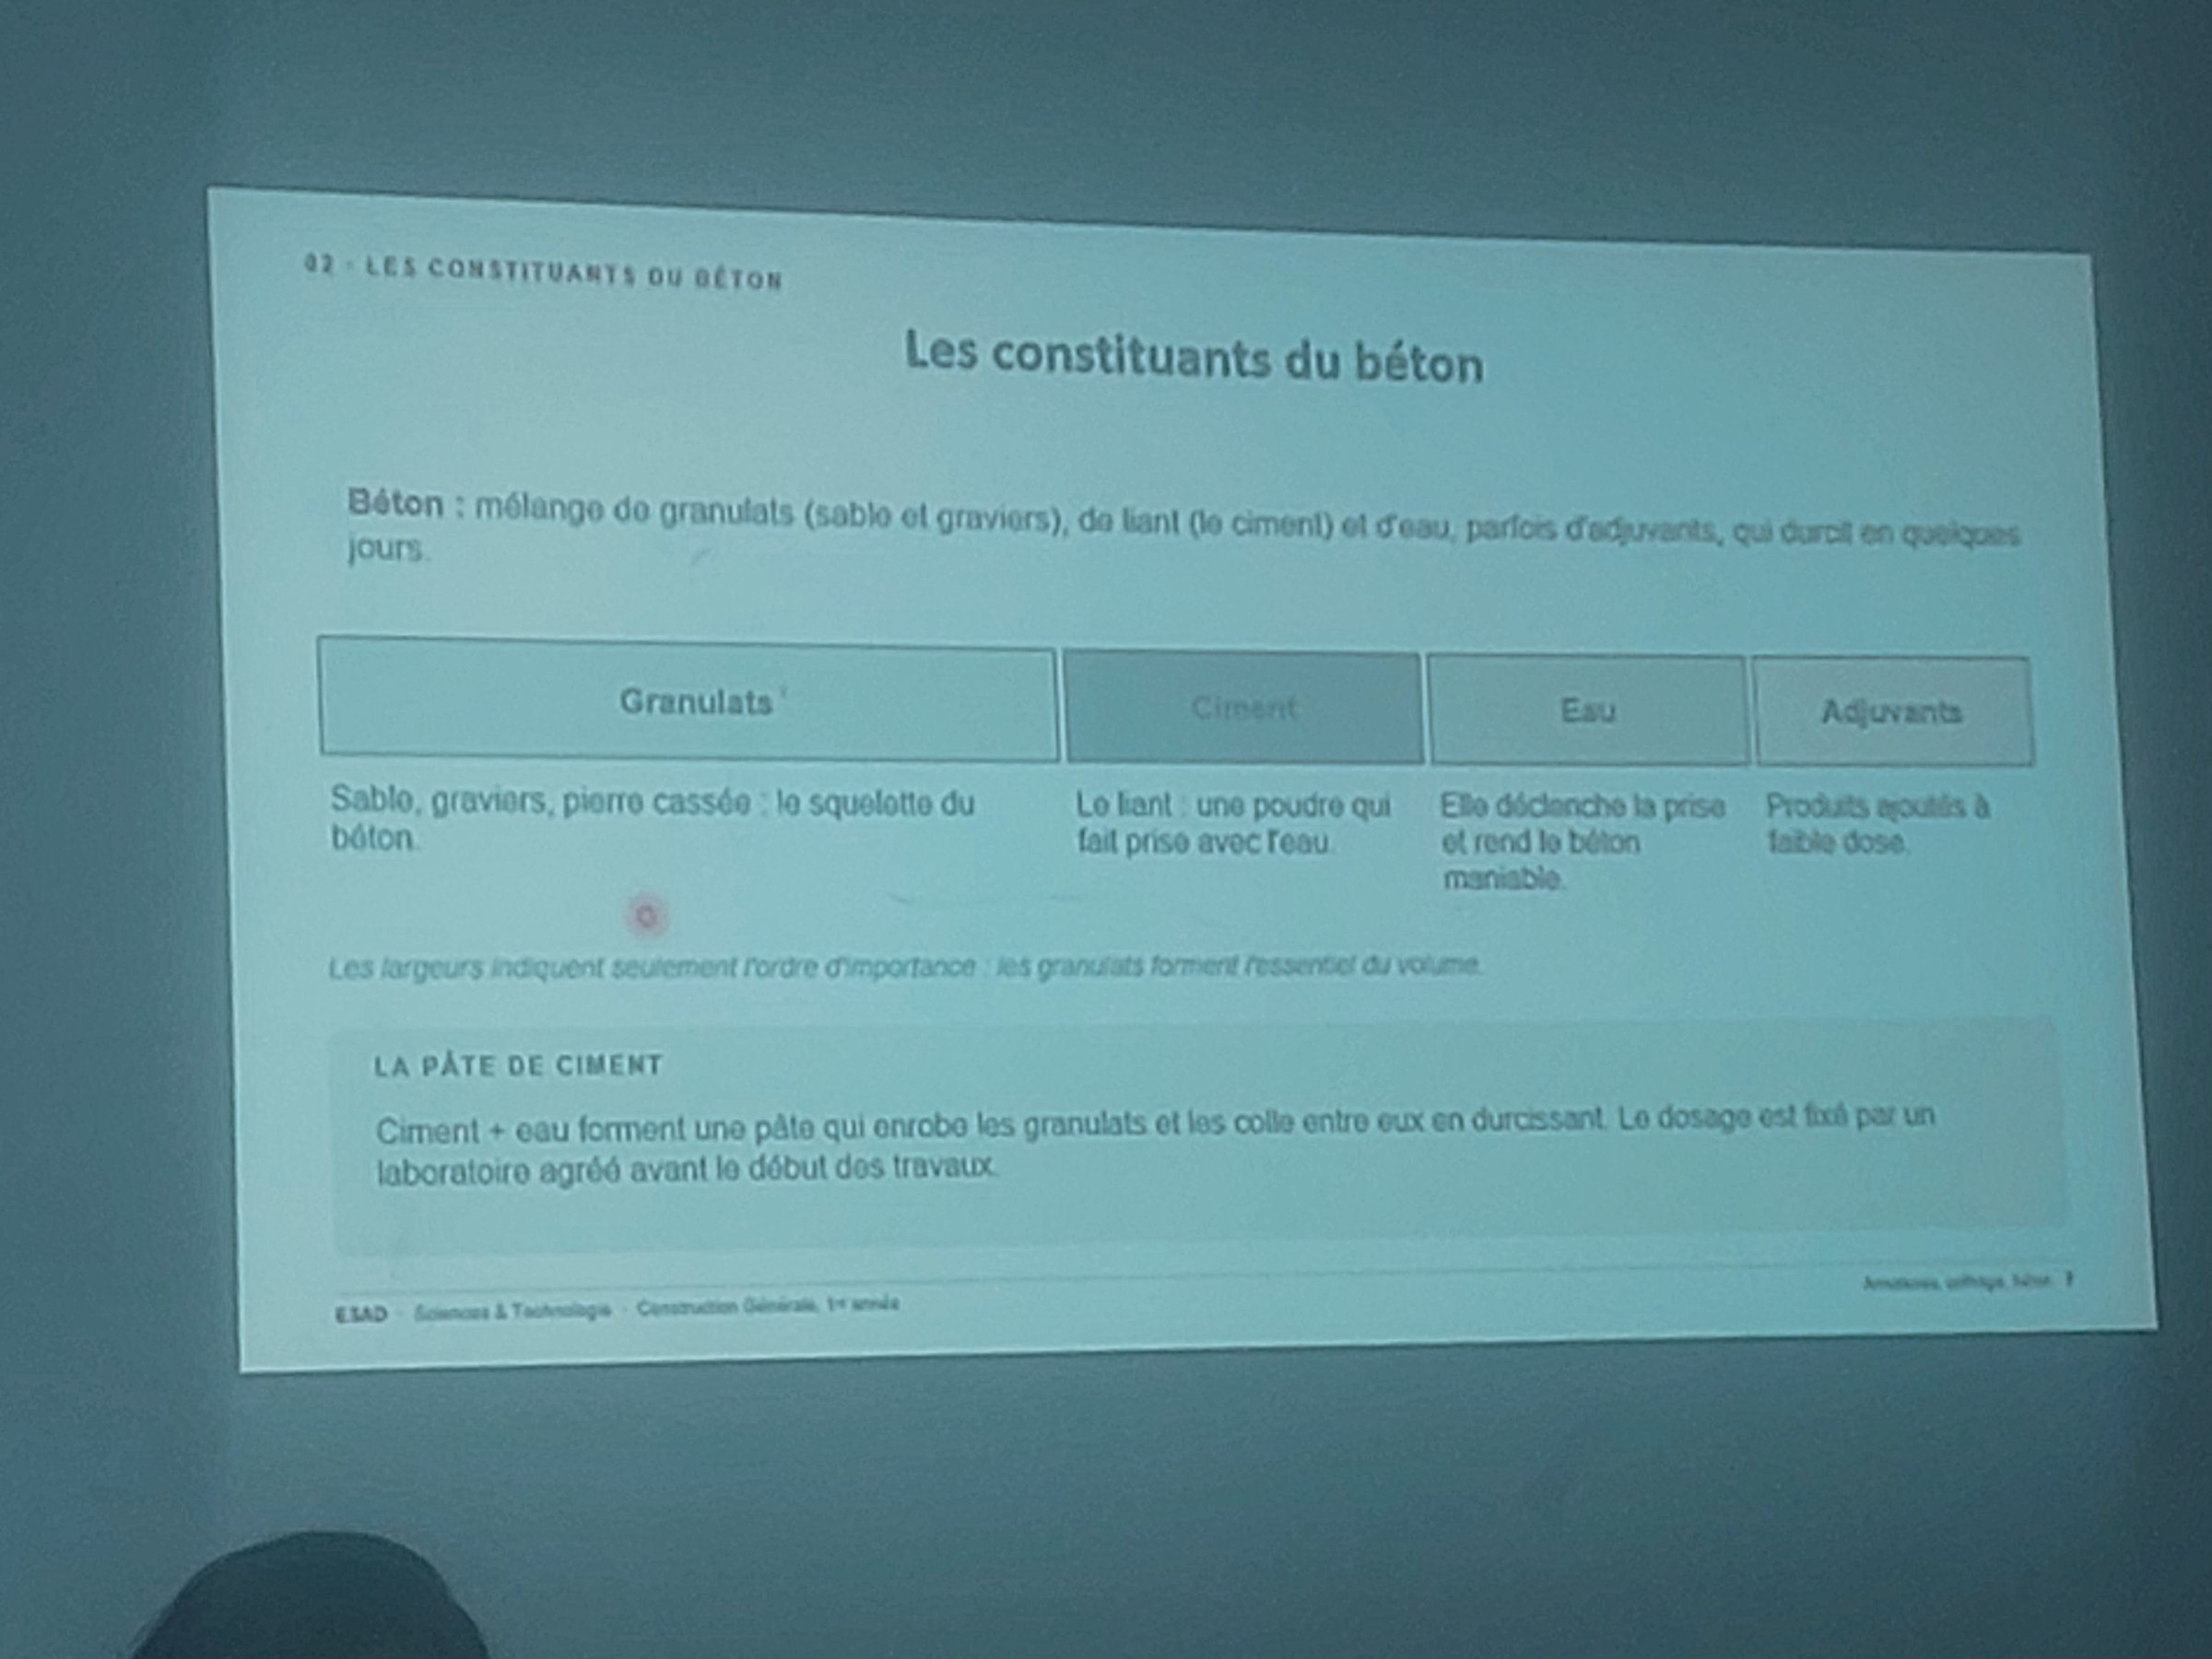 02 · LES CONSTITUANTS DU BÉTON
Les constituants du béton
Béton : mélange de granulats (sable et graviers), de liant (le ciment) et d'eau, parfois d'adjuvants, qui durcit en quelques
jours.
Granulats
Ciment
Eau
Adjuvants
Sable, graviers, pierre cassée : le squelette du
béton.
Le liant : une poudre qui
fait prise avec l'eau.
Elle déclenche la prise
et rend le béton
maniable.
Produits ajoutés à
faible dose.
Les largeurs indiquent seulement l'ordre d'importance : les granulats forment l'essentiel du volume.
LA PÂTE DE CIMENT
Ciment + eau forment une pâte qui enrobe les granulats et les colle entre eux en durcissant. Le dosage est fixé par un
laboratoire agréé avant le début des travaux.
ESAD · Sciences & Technologie · Construction Générale, 1re année